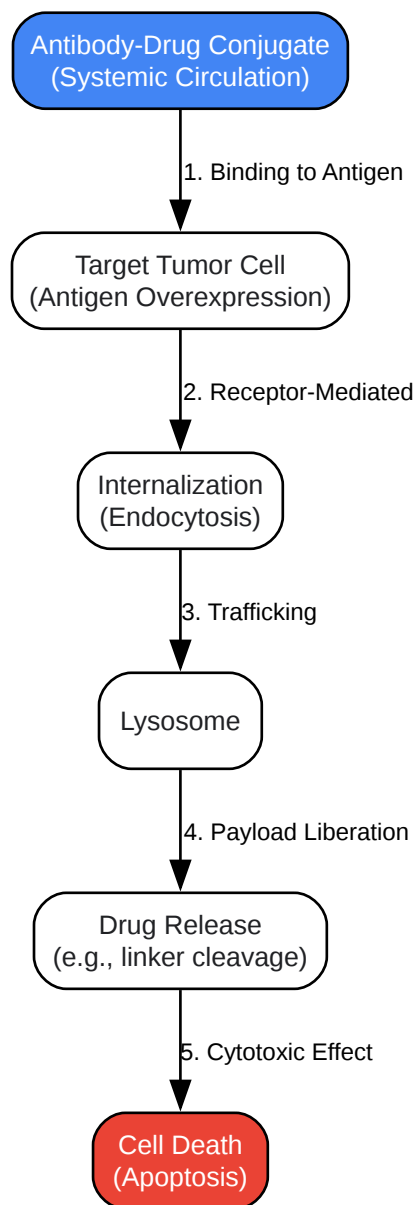 Antibody-Drug Conjugate
(Systemic Circulation)
1. Binding to Antigen
Target Tumor Cell
(Antigen Overexpression)
2. Receptor-Mediated
Internalization
(Endocytosis)
3. Trafficking
Lysosome
4. Payload Liberation
Drug Release
(e.g., linker cleavage)
5. Cytotoxic Effect
Cell Death
(Apoptosis)